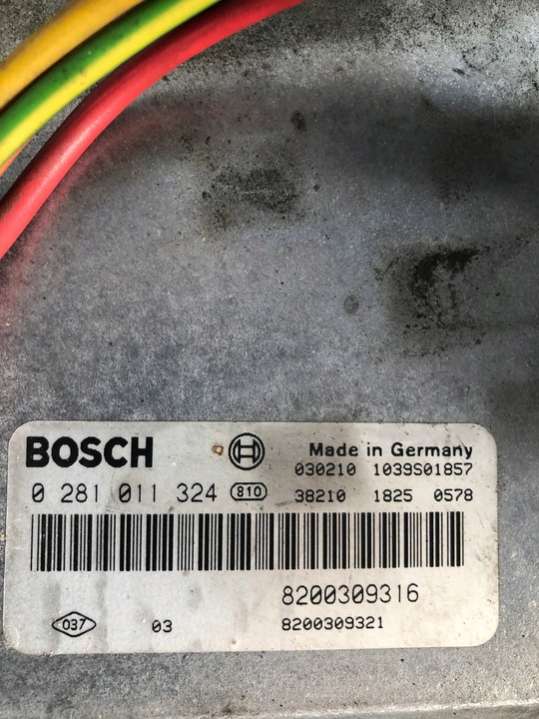 BOSCH
Made in Germany
030210 1039S01857
0 281 011 324 810
38210 1825 0578
8200309316
037 03 8200309321